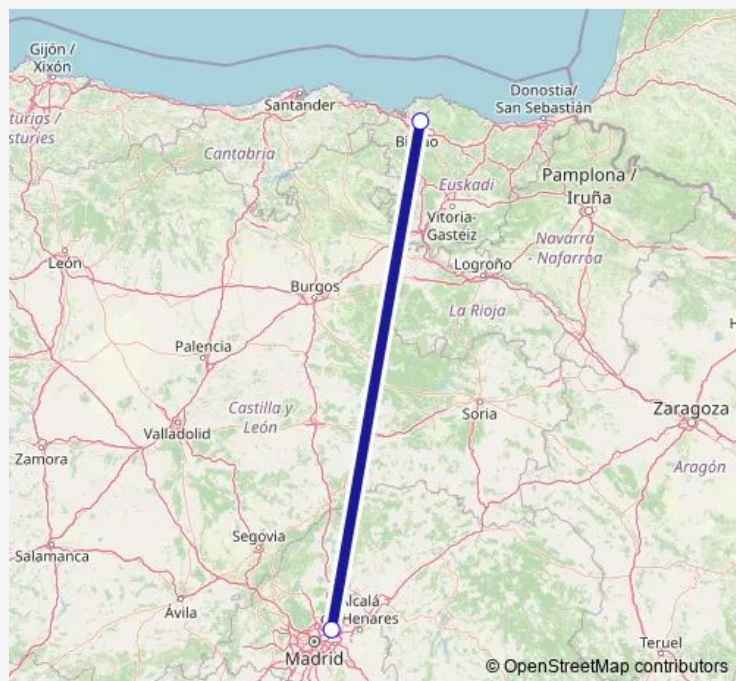 Gijón /
Xixón
Santander
Donostia/
San Sebastián
turias /
sturies
Cantabria
Pamplona /
Iruña
Euskadi
Vitoria-
Gasteiz
Navarra
- Nafarroa
León
Logroño
Burgos
La Rioja
Palencia
Castilla y
León
Soria
Valladolid
Zaragoza
Zamora
Aragón
Segovia
Salamanca
Ávila
Alcalá
Henares
Madrid
Teruel
© OpenStreetMap contributors